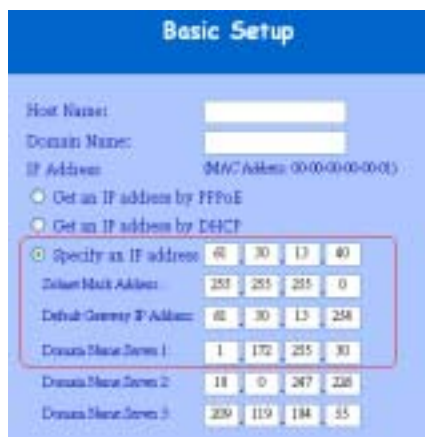 Basic Setup
Host Name:
Domain Name:
IP Address (MAC Address: 00-00-00-00-00-01)
Get an IP address by PPPoE
Get an IP address by DHCP
Specify an IP address 61 . 30 . 13 . 40
Mask Address: 255 . 255 . 255 . 0
Default Gateway IP Address: 61 . 30 . 13 . 254
Domain Name Server 1: 1 . 172 . 255 . 30
Domain Name Server 2: 18 . 0 . 247
Domain Name Server 3: 209 . 119 . 184 . 55